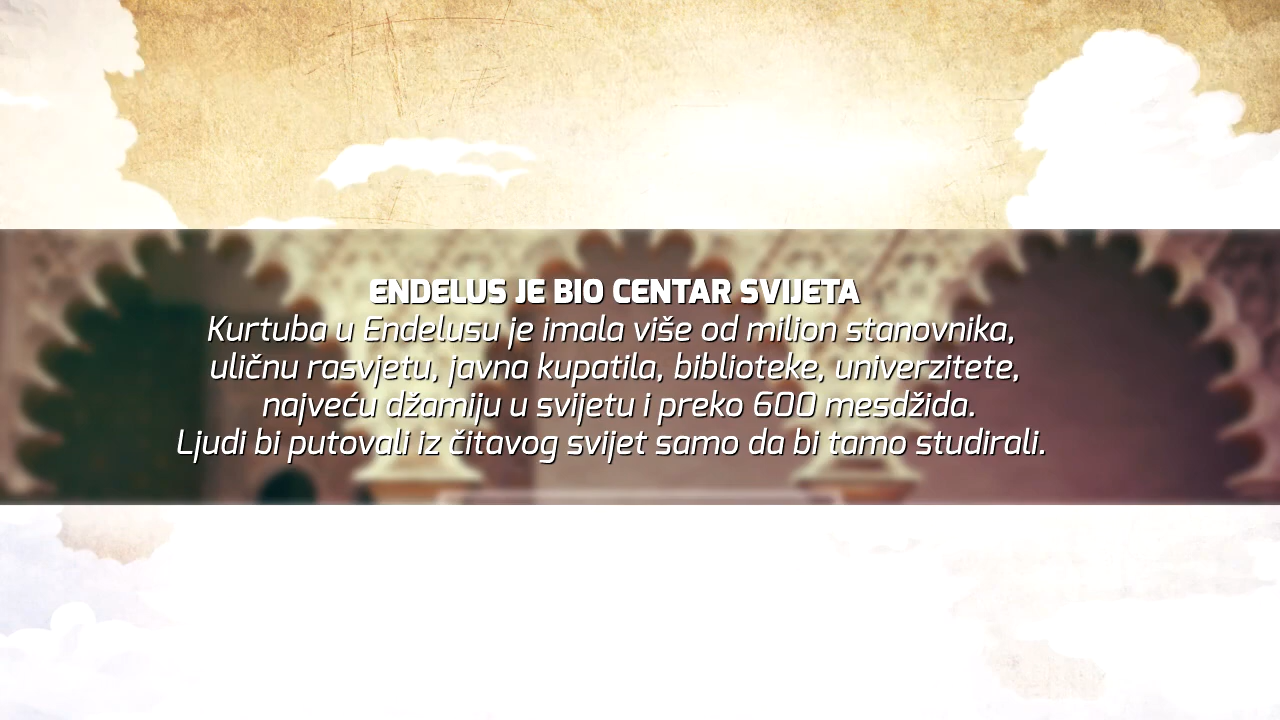 ENDELUS JE BIO CENTAR SVIJETA
Kurtuba u Endelusu je imala više od milion stanovnika,
uličnu rasvjetu, javna kupatila, biblioteke, univerzitete,
najveću džamiju u svijetu i preko 600 mesdžida.
Ljudi bi putovali iz čitavog svijet samo da bi tamo studirali.